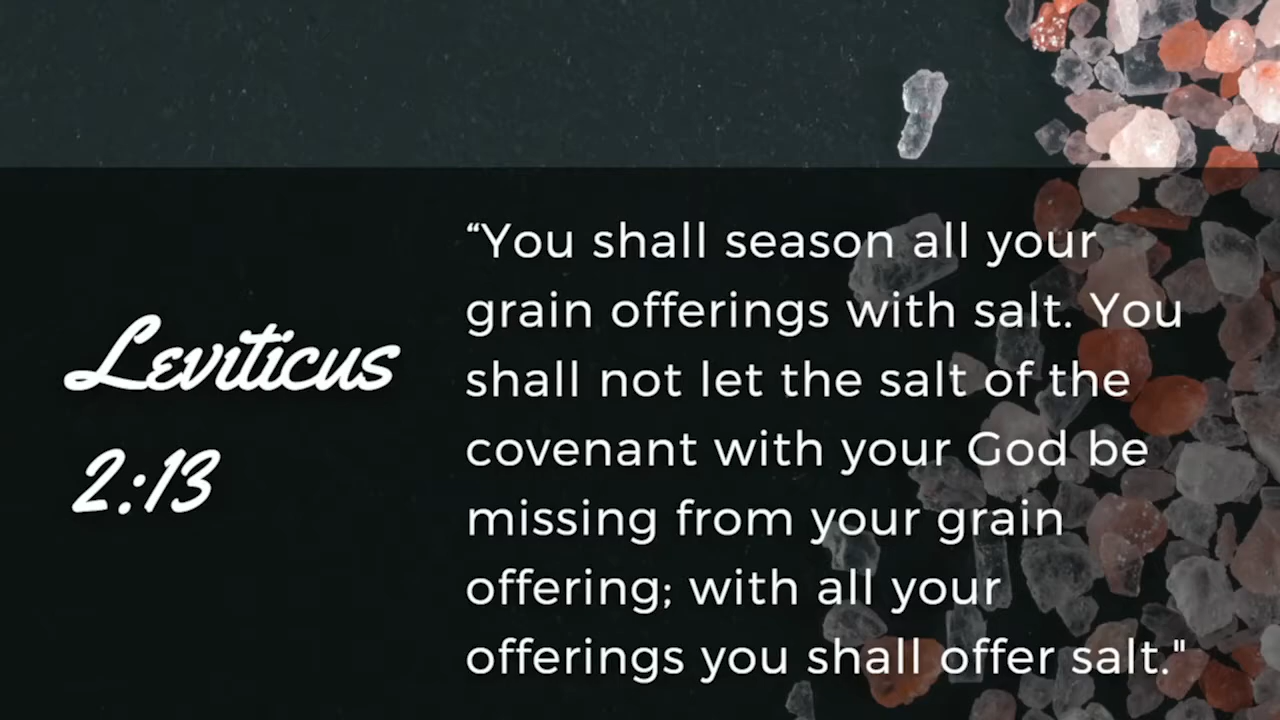 Leviticus
2:13
“You shall season all your
grain offerings with salt. You
shall not let the salt of the
covenant with your God be
missing from your grain
offering; with all your
offerings you shall offer salt."